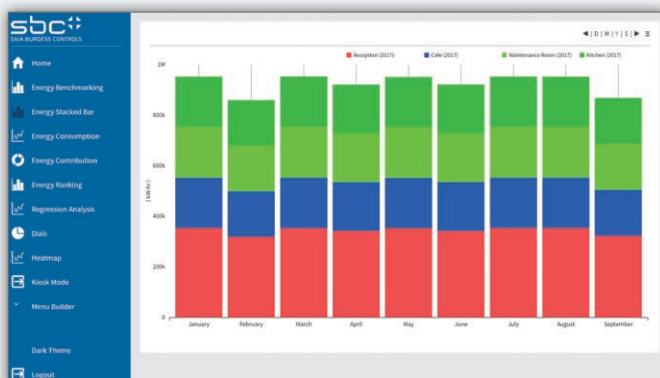 sbc
SAIA BURGESS CONTROLS
Home
Energy Benchmarking
Energy Stacked Bar
Energy Consumption
Energy Contribution
Energy Ranking
Regression Analysis
Dials
Heatmap
Kiosk Mode
Menu Builder
Dark Theme
Logout
◀ | D | M | Y | S | ▶ ≡
Reception (2017) Cafe (2017) Maintenance Room (2017) Kitchen (2017)
1M
800k
600k
400k
200k
0
[ kW-hr ]
January February March April May June July August September